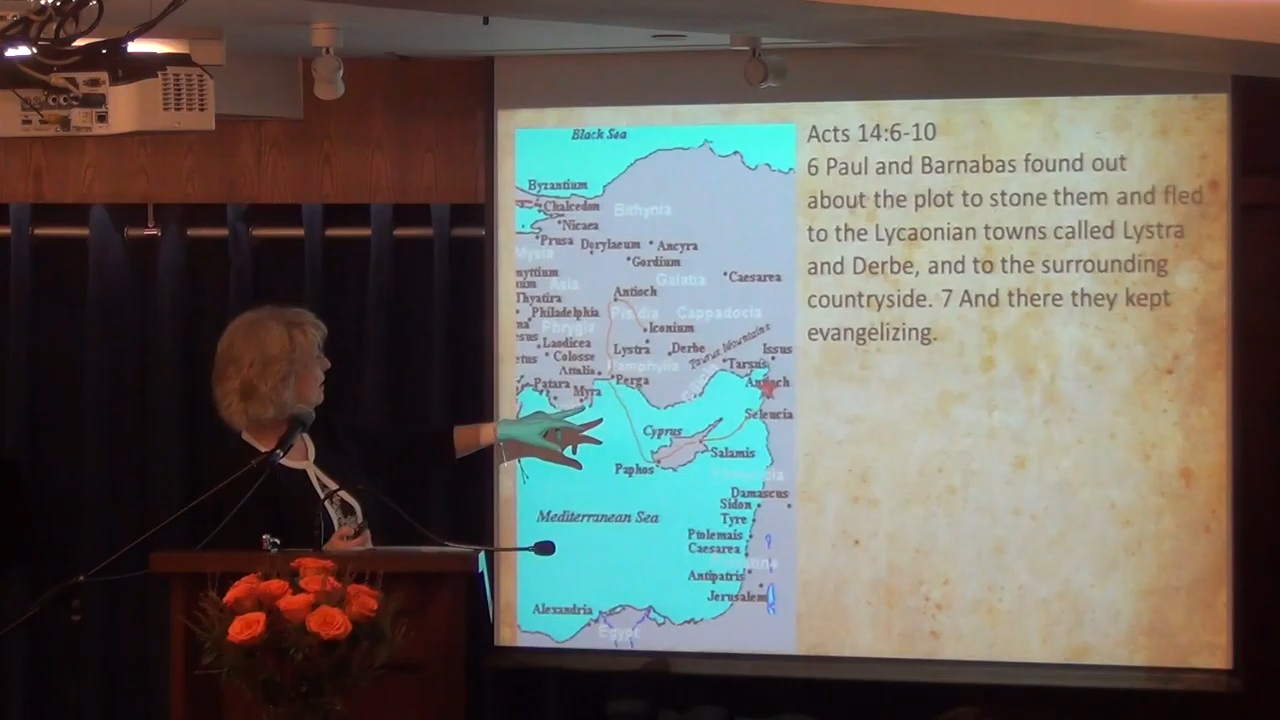 Black Sea
Byzantium
Chalcedon
Bithynia
Nicaea
Prusa Dorylaeum Ancyra
Mysia
Gordium
Galatia
Caesarea
Asia
Antioch
Thyatira
Philadelphia
Pisidia Cappadocia
Phrygia
Iconium
Laodicea
Lystra Derbe
Taurus Mountains
Issus
Colosse
Tarsus
Attalia
Pamphylia
Perga
Patara
Myra
Antioch
Seleucia
Cyprus
Salamis
Paphos
Damascus
Sidon
Mediterranean Sea
Tyre
Ptolemais
Caesarea
Antipatris
Jerusalem
Alexandria
Egypt
Acts 14:6-10
6 Paul and Barnabas found out
about the plot to stone them and fled
to the Lycaonian towns called Lystra
and Derbe, and to the surrounding
countryside. 7 And there they kept
evangelizing.